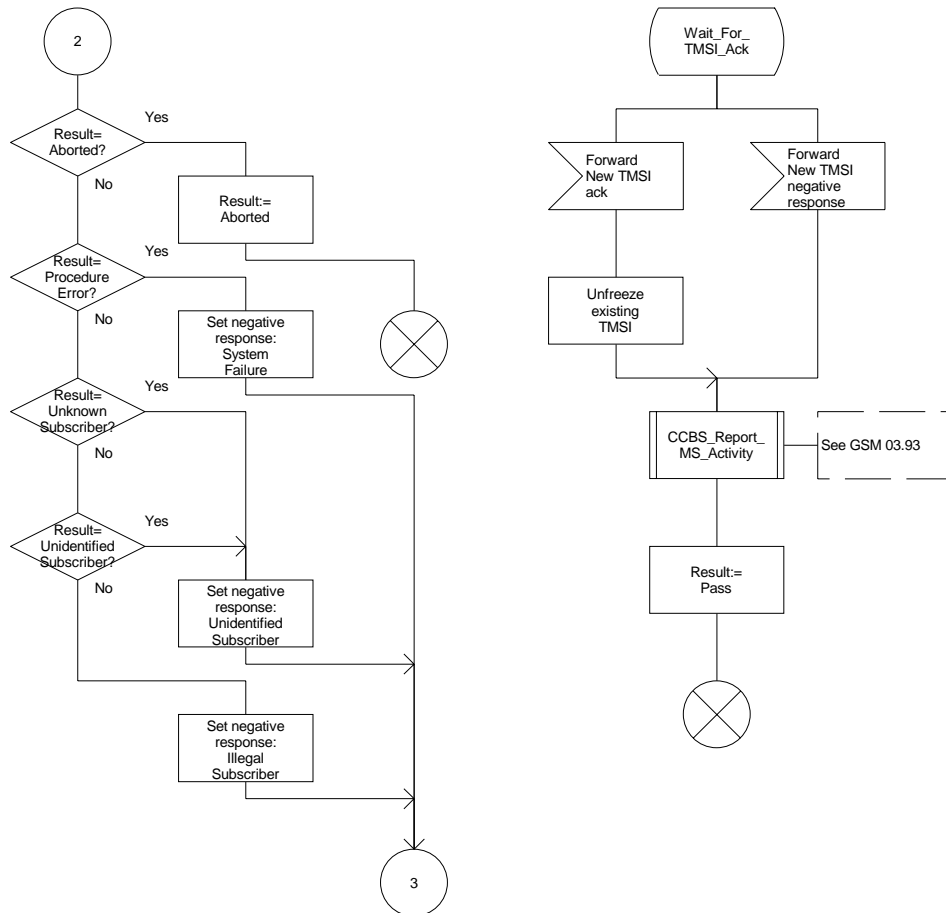 2
Result=
Aborted?
Yes
No
Result:=
Aborted
Result=
Procedure
Error?
Yes
No
Set negative
response:
System
Failure
Result=
Unknown
Subscriber?
Yes
No
Result=
Unidentified
Subscriber?
Yes
No
Set negative
response:
Unidentified
Subscriber
Set negative
response:
Illegal
Subscriber
3
Wait_For_
TMSI_Ack
Forward
New TMSI
ack
Forward
New TMSI
negative
response
Unfreeze
existing
TMSI
CCBS_Report_
MS_Activity
See GSM 03.93
Result:=
Pass